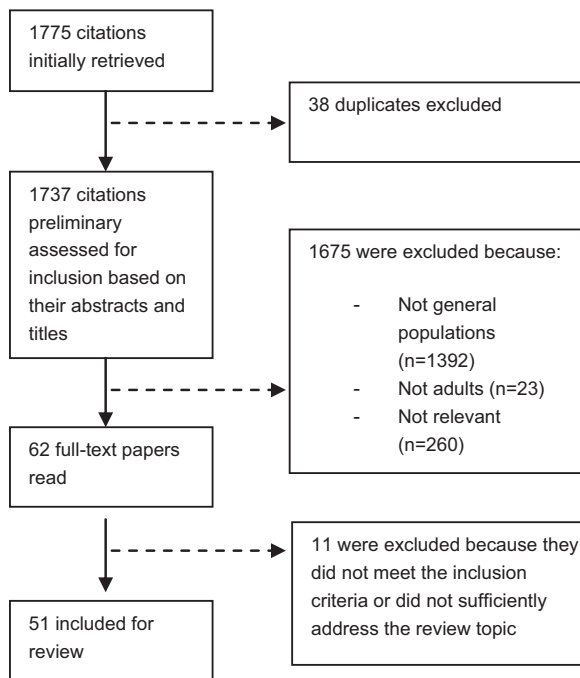 1775 citations
initially retrieved
38 duplicates excluded
1737 citations
preliminary
assessed for
inclusion based on
their abstracts and
titles
1675 were excluded because:
- Not general
populations
(n=1392)
- Not adults (n=23)
- Not relevant
(n=260)
62 full-text papers
read
11 were excluded because they
did not meet the inclusion
criteria or did not sufficiently
address the review topic
51 included for
review